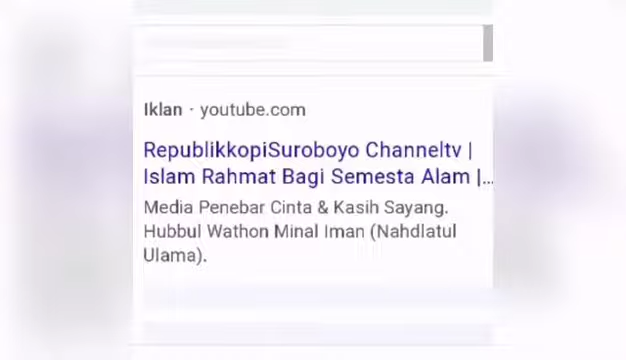 Iklan · youtube.com
RepublikkopiSuroboyo Channeltv |
Islam Rahmat Bagi Semesta Alam |...
Media Penebar Cinta & Kasih Sayang.
Hubbul Wathon Minal Iman (Nahdlatul
Ulama).